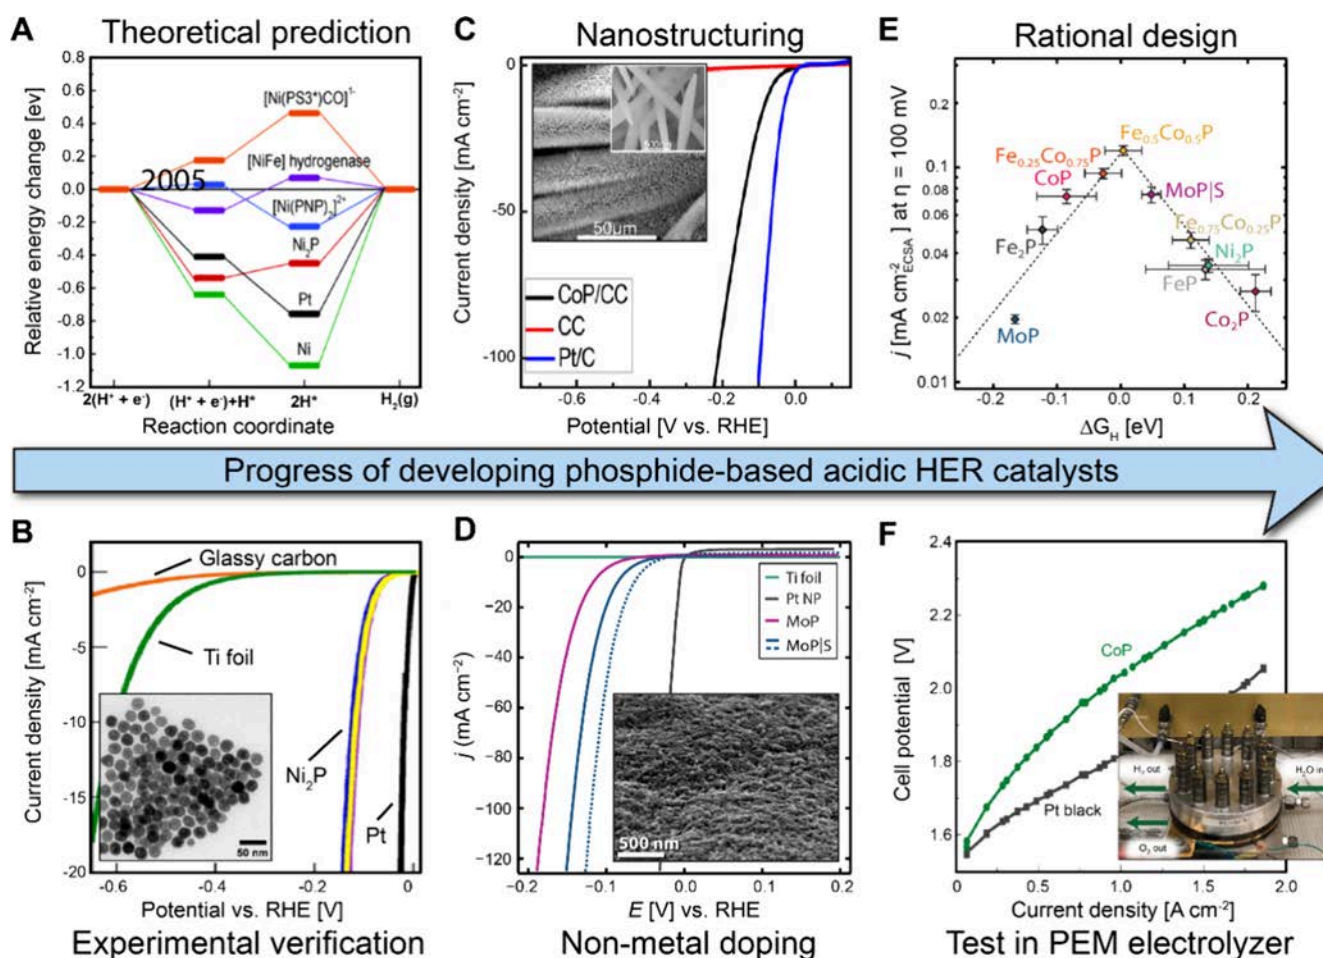 A
Theoretical prediction
Relative energy change [ev]
0.8
0.6
0.4
0.2
0.0
-0.2
-0.4
-0.6
-0.8
-1.0
-1.2
[Ni(PS3*)CO]¹⁻
[NiFe] hydrogenase
2005
[Ni(PNP)₂]²⁺
Ni₂P
Pt
Ni
2(H⁺ + e⁻)
(H⁺ + e⁻)+H*
2H*
H₂(g)
Reaction coordinate
C
Nanostructuring
Current density [mA cm⁻²]
0
-50
-100
50um
CoP/CC
CC
Pt/C
-0.4
-0.2
0.0
Potential [V vs. RHE]
E
Rational design
j [mA cm⁻²ECSA] at η = 100 mV
0.2
0.1
0.08
0.06
0.04
0.02
0.01
Fe₀.₅Co₀.₅P
Fe₀.₂₅Co₀.₇₅P
CoP
MoP|S
Fe₀.₇₅Co₀.₂₅P
Fe₂P
Ni₂P
FeP
Co₂P
MoP
-0.2
-0.1
0.0
0.1
0.2
ΔG_H [eV]
Progress of developing phosphide-based acidic HER catalysts
B
Current density [mA cm⁻²]
0
-5
-10
-15
-20
Glassy carbon
Ti foil
Ni₂P
Pt
50 nm
-0.6
-0.4
-0.2
0
Potential vs. RHE [V]
Experimental verification
D
j (mA cm⁻²)
0
−20
−40
−60
−80
−100
−120
Ti foil
Pt NP
MoP
MoP|S
500 nm
−0.2
−0.1
0.0
0.1
0.2
E [V] vs. RHE
Non-metal doping
F
Cell potential [V]
2.4
2.2
2.0
1.8
1.6
CoP
Pt black
H₂ out
H₂O in
O₂ out
0
0.5
1.0
1.5
2.0
Current density [A cm⁻²]
Test in PEM electrolyzer